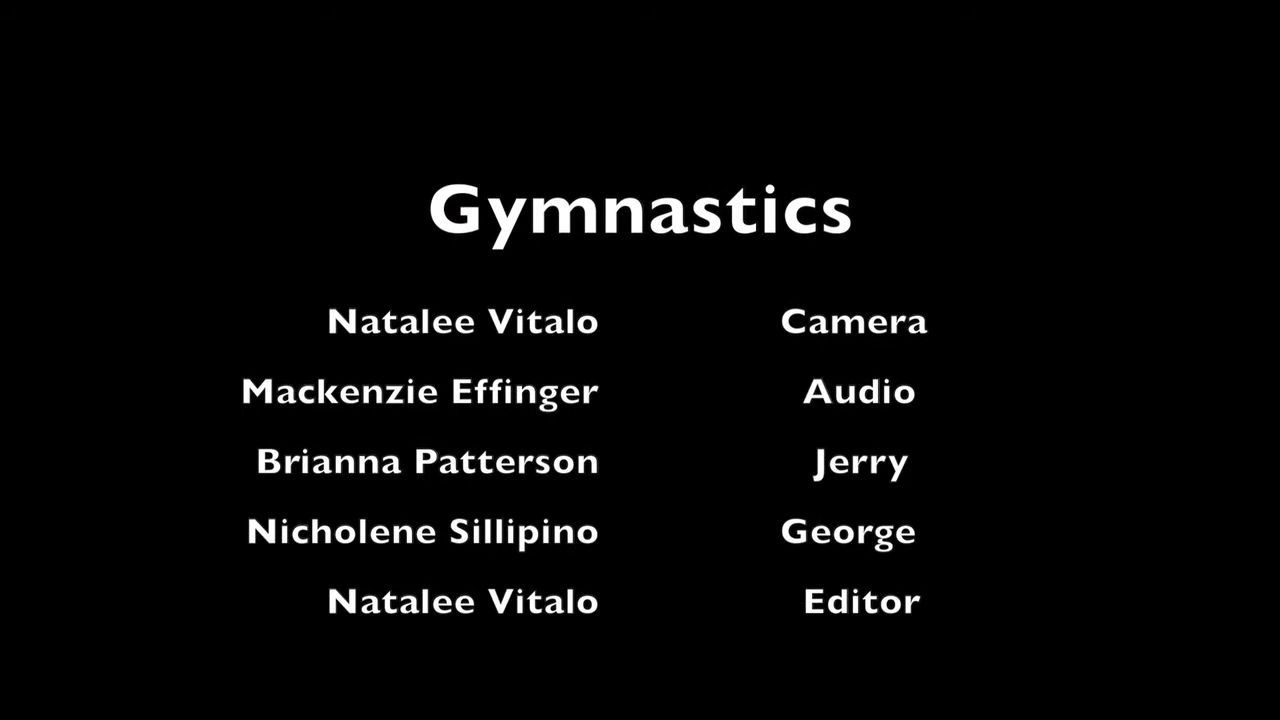 Gymnastics
Natalee Vitalo Camera
Mackenzie Effinger Audio
Brianna Patterson Jerry
Nicholene Sillipino George
Natalee Vitalo Editor